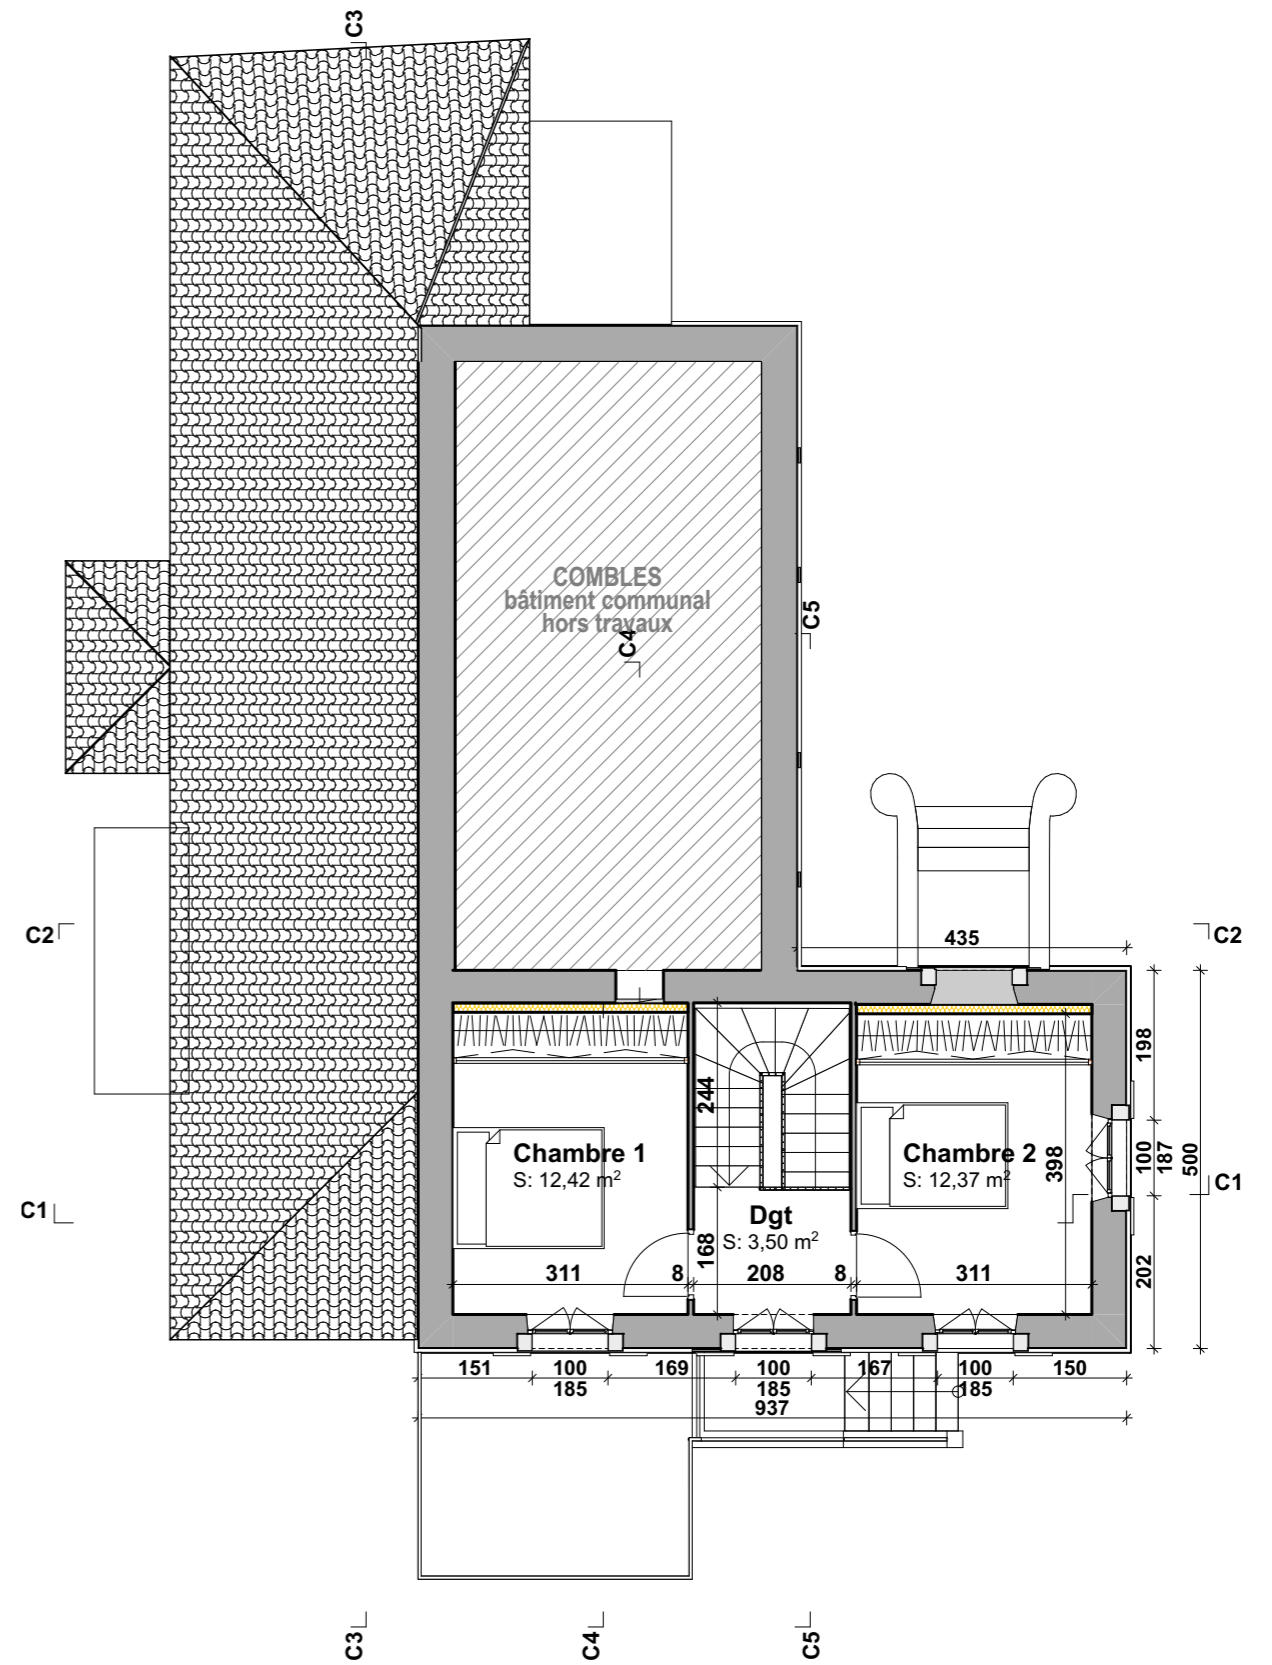 C3
COMBLES
bâtiment communal
hors travaux
C4
C5
C2
435
C2
198
244
Chambre 1
S: 12,42 m²
Chambre 2
S: 12,37 m²
398
100
187
500
C1
C1
Dgt
S: 3,50 m²
168
311
8
208
8
311
202
151
100
169
100
167
100
150
185
185
185
937
C3
C4
C5